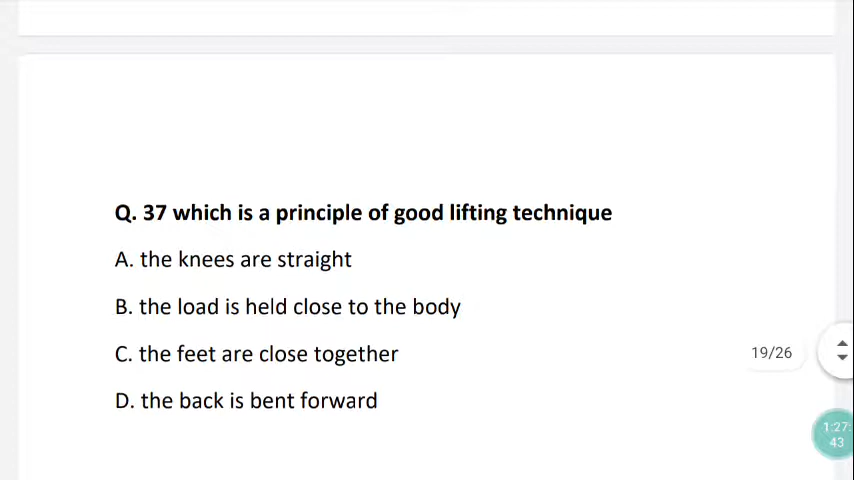 Q. 37 which is a principle of good lifting technique
A. the knees are straight
B. the load is held close to the body
C. the feet are close together
19/26
D. the back is bent forward
1:27:
43